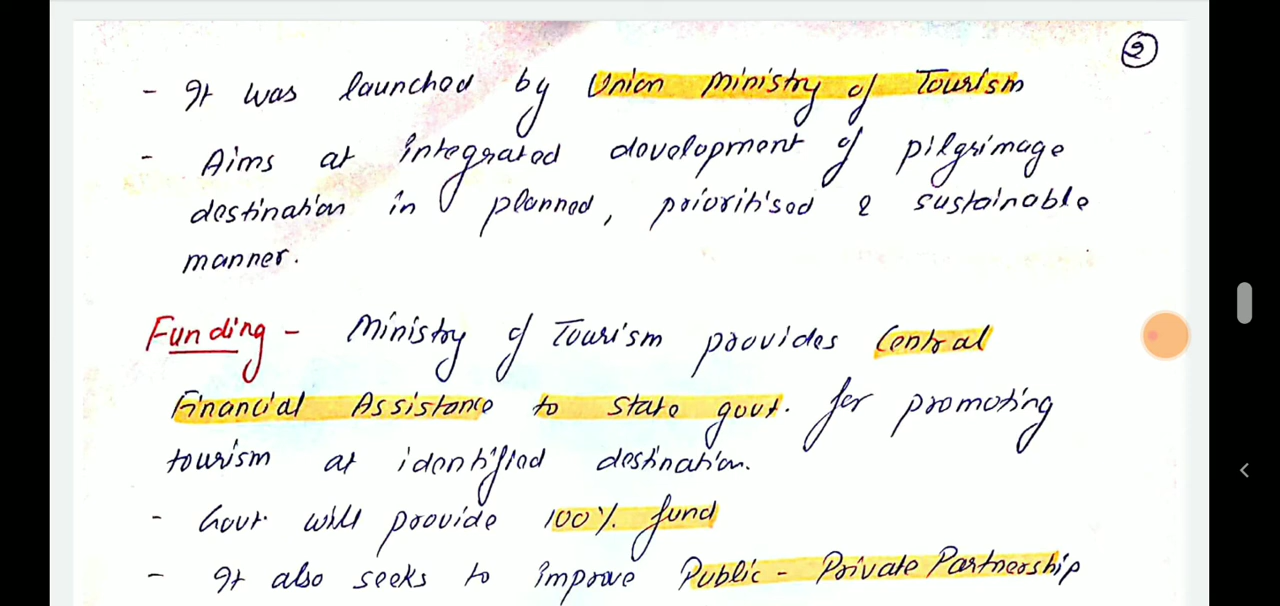 2
- It was launched by Union Ministry of Tourism
- Aims at integrated development of pilgrimage
destination in planned, prioritised & sustainable
manner.
Funding - Ministry of Tourism provides Central
Financial Assistance to state govt. for promoting
tourism at identified destination.
- Govt. will provide 100% fund
- It also seeks to improve Public - Private Partnership